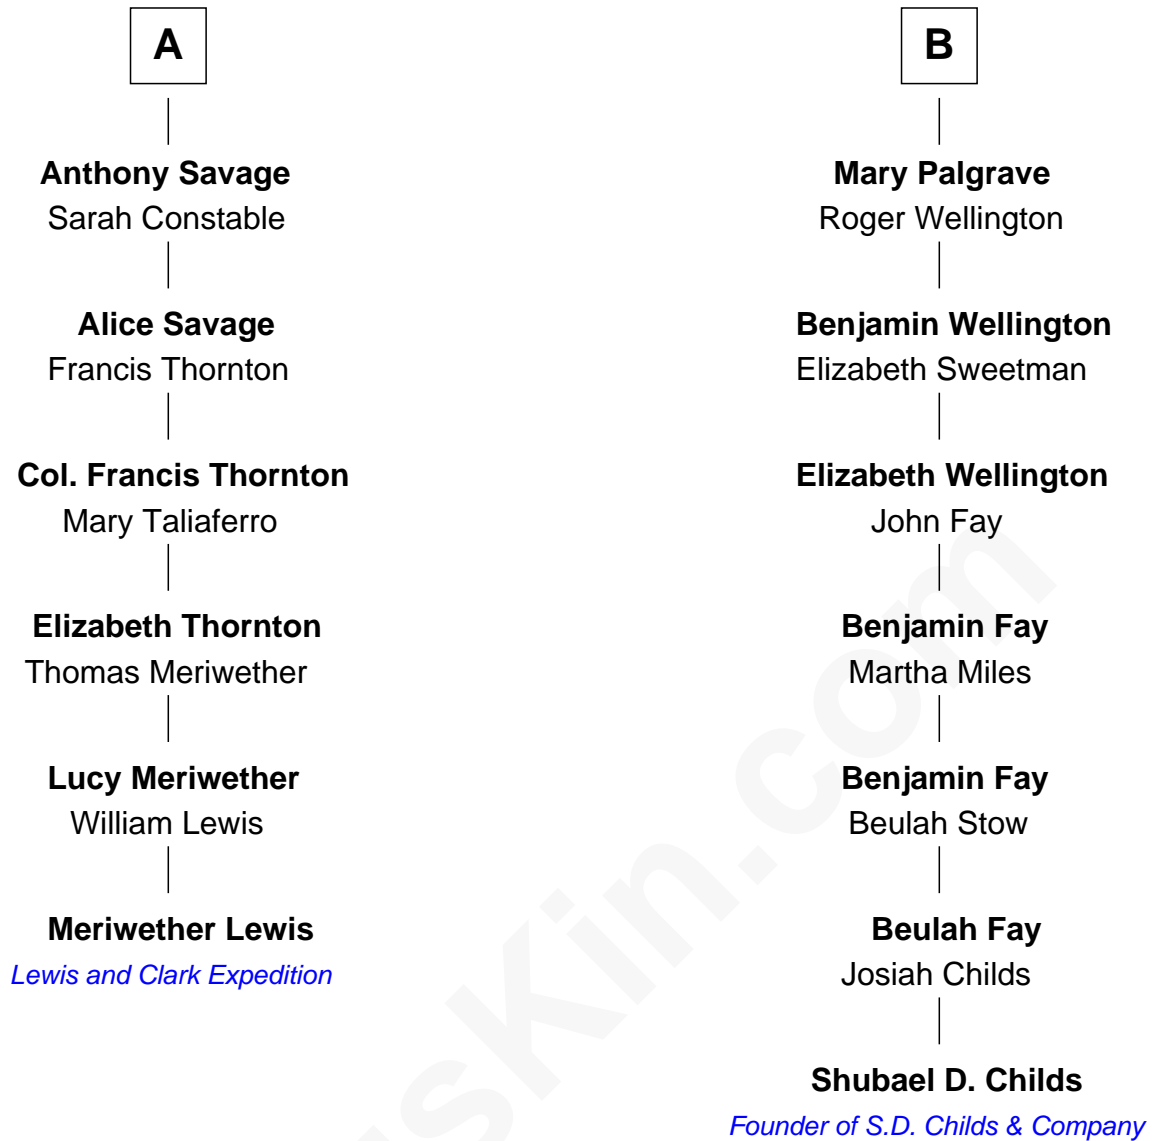 A
Anthony Savage
Sarah Constable
Alice Savage
Francis Thornton
Col. Francis Thornton
Mary Taliaferro
Elizabeth Thornton
Thomas Meriwether
Lucy Meriwether
William Lewis
Meriwether Lewis
Lewis and Clark Expedition
B
Mary Palgrave
Roger Wellington
Benjamin Wellington
Elizabeth Sweetman
Elizabeth Wellington
John Fay
Benjamin Fay
Martha Miles
Benjamin Fay
Beulah Stow
Beulah Fay
Josiah Childs
Shubael D. Childs
Founder of S.D. Childs & Company